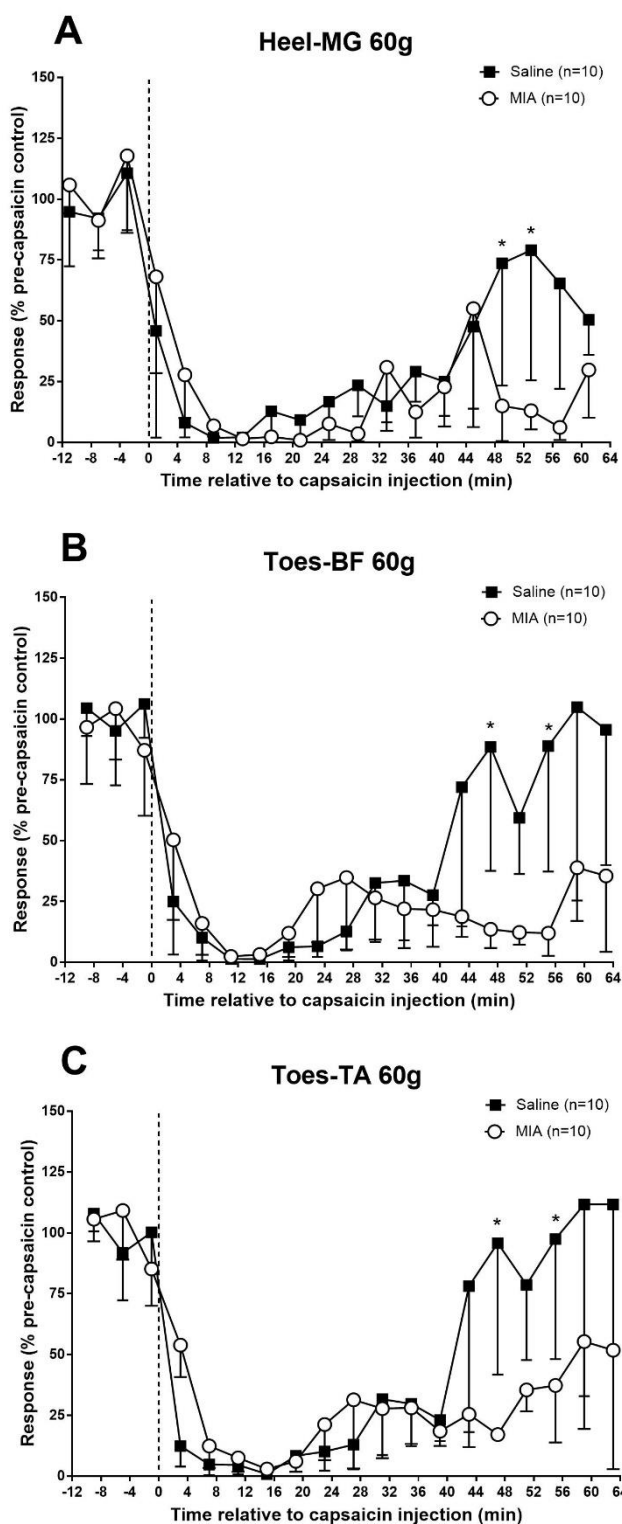 A
Heel-MG 60g
Saline (n=10)
MIA (n=10)
Response (% pre-capsaicin control)
150
125
100
75
50
25
0
* *
-12 -8 -4 0 4 8 12 16 20 24 28 32 36 40 44 48 52 56 60 64
Time relative to capsaicin injection (min)
B
Toes-BF 60g
Saline (n=10)
MIA (n=10)
Response (% pre-capsaicin control)
150
125
100
75
50
25
0
* *
-12 -8 -4 0 4 8 12 16 20 24 28 32 36 40 44 48 52 56 60 64
Time relative to capsaicin injection (min)
C
Toes-TA 60g
Saline (n=10)
MIA (n=10)
Response (% pre-capsaicin control)
150
125
100
75
50
25
0
* *
-12 -8 -4 0 4 8 12 16 20 24 28 32 36 40 44 48 52 56 60 64
Time relative to capsaicin injection (min)